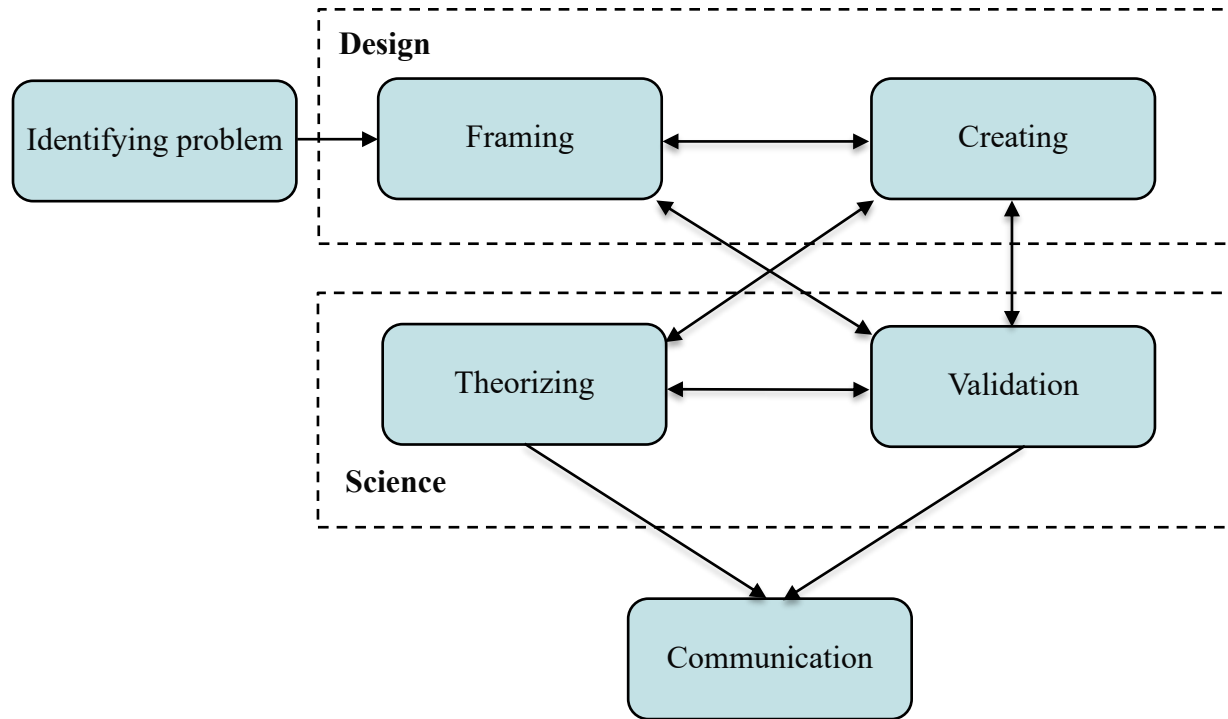 Design
Identifying problem
Framing
Creating
Theorizing
Validation
Science
Communication